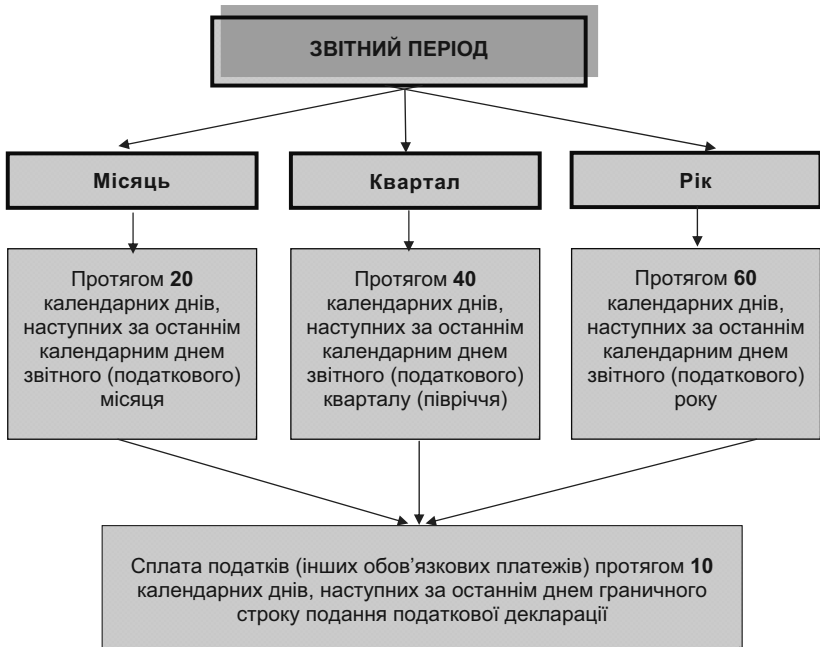 ЗВІТНИЙ ПЕРІОД
Місяць
Квартал
Рік
Протягом 20
календарних днів,
наступних за останнім
календарним днем
звітного (податкового)
місяця
Протягом 40
календарних днів,
наступних за останнім
календарним днем
звітного (податкового)
кварталу (півріччя)
Протягом 60
календарних днів,
наступних за останнім
календарним днем
звітного (податкового)
року
Сплата податків (інших обов’язкових платежів) протягом 10
календарних днів, наступних за останнім днем граничного
строку подання податкової декларації